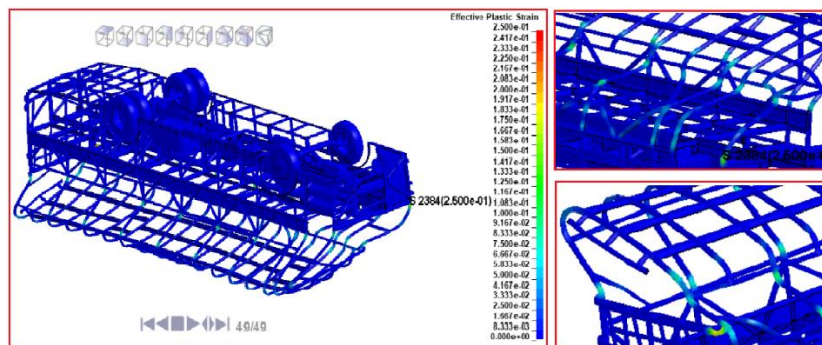 Effective Plastic Strain
2.500e-01
2.417e-01
2.333e-01
2.250e-01
2.167e-01
2.083e-01
2.000e-01
1.917e-01
1.833e-01
1.750e-01
1.667e-01
1.583e-01
1.500e-01
1.417e-01
1.333e-01
1.250e-01
1.167e-01
1.083e-01
1.000e-01
9.167e-02
8.333e-02
7.500e-02
6.667e-02
5.833e-02
5.000e-02
4.167e-02
3.333e-02
2.500e-02
1.667e-02
8.333e-03
0.000e+00
S 2384(2.500e-01)
49/49
S 2384(2.500e-